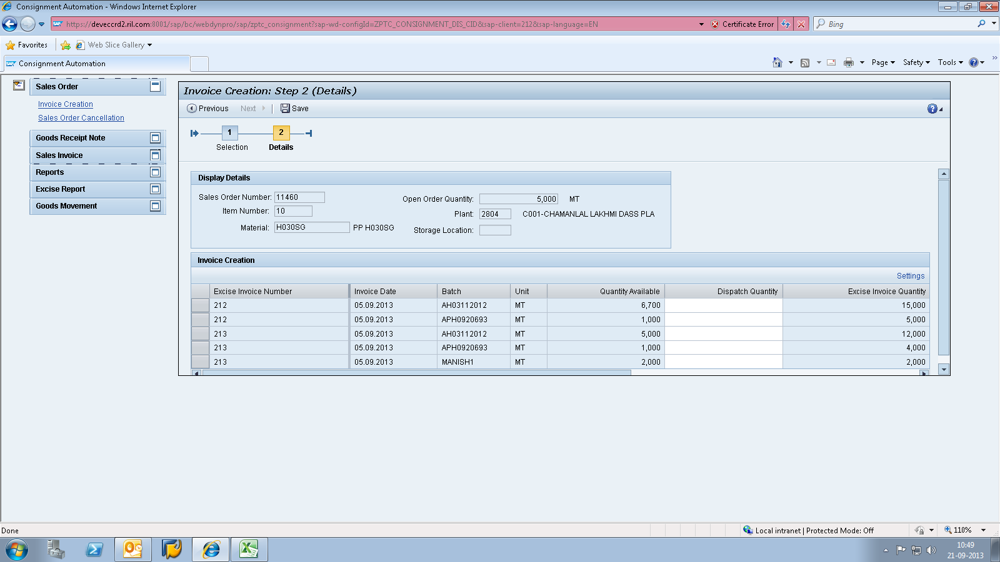 Consignment Automation - Windows Internet Explorer
https://deveccrd2.ril.com:8001/sap/bc/webdynpro/sap/zptc_consignment?sap-wd-configId=ZPTC_CONSIGNMENT_DIS_CID&sap-client=212&sap-language=EN
Certificate Error
Bing
Favorites
Web Slice Gallery
SAP Consignment Automation
Page
Safety
Tools
Sales Order
Invoice Creation
Sales Order Cancellation
Goods Receipt Note
Sales Invoice
Reports
Excise Report
Goods Movement
Invoice Creation: Step 2 (Details)
Previous Next Save
1 2
Selection Details
Display Details
Sales Order Number: 11460
Item Number: 10
Material: H030SG PP H030SG
Open Order Quantity: 5,000 MT
Plant: 2804 C001-CHAMANLAL LAKHMI DASS PLA
Storage Location:
Invoice Creation
Settings
Excise Invoice Number Invoice Date Batch Unit Quantity Available Dispatch Quantity Excise Invoice Quantity
212 05.09.2013 AH03112012 MT 6,700 15,000
212 05.09.2013 APH0920693 MT 1,000 5,000
213 05.09.2013 AH03112012 MT 5,000 12,000
213 05.09.2013 APH0920693 MT 1,000 4,000
213 05.09.2013 MANISH1 MT 2,000 2,000
Done
Local intranet | Protected Mode: Off
110%
10:49
21-09-2013